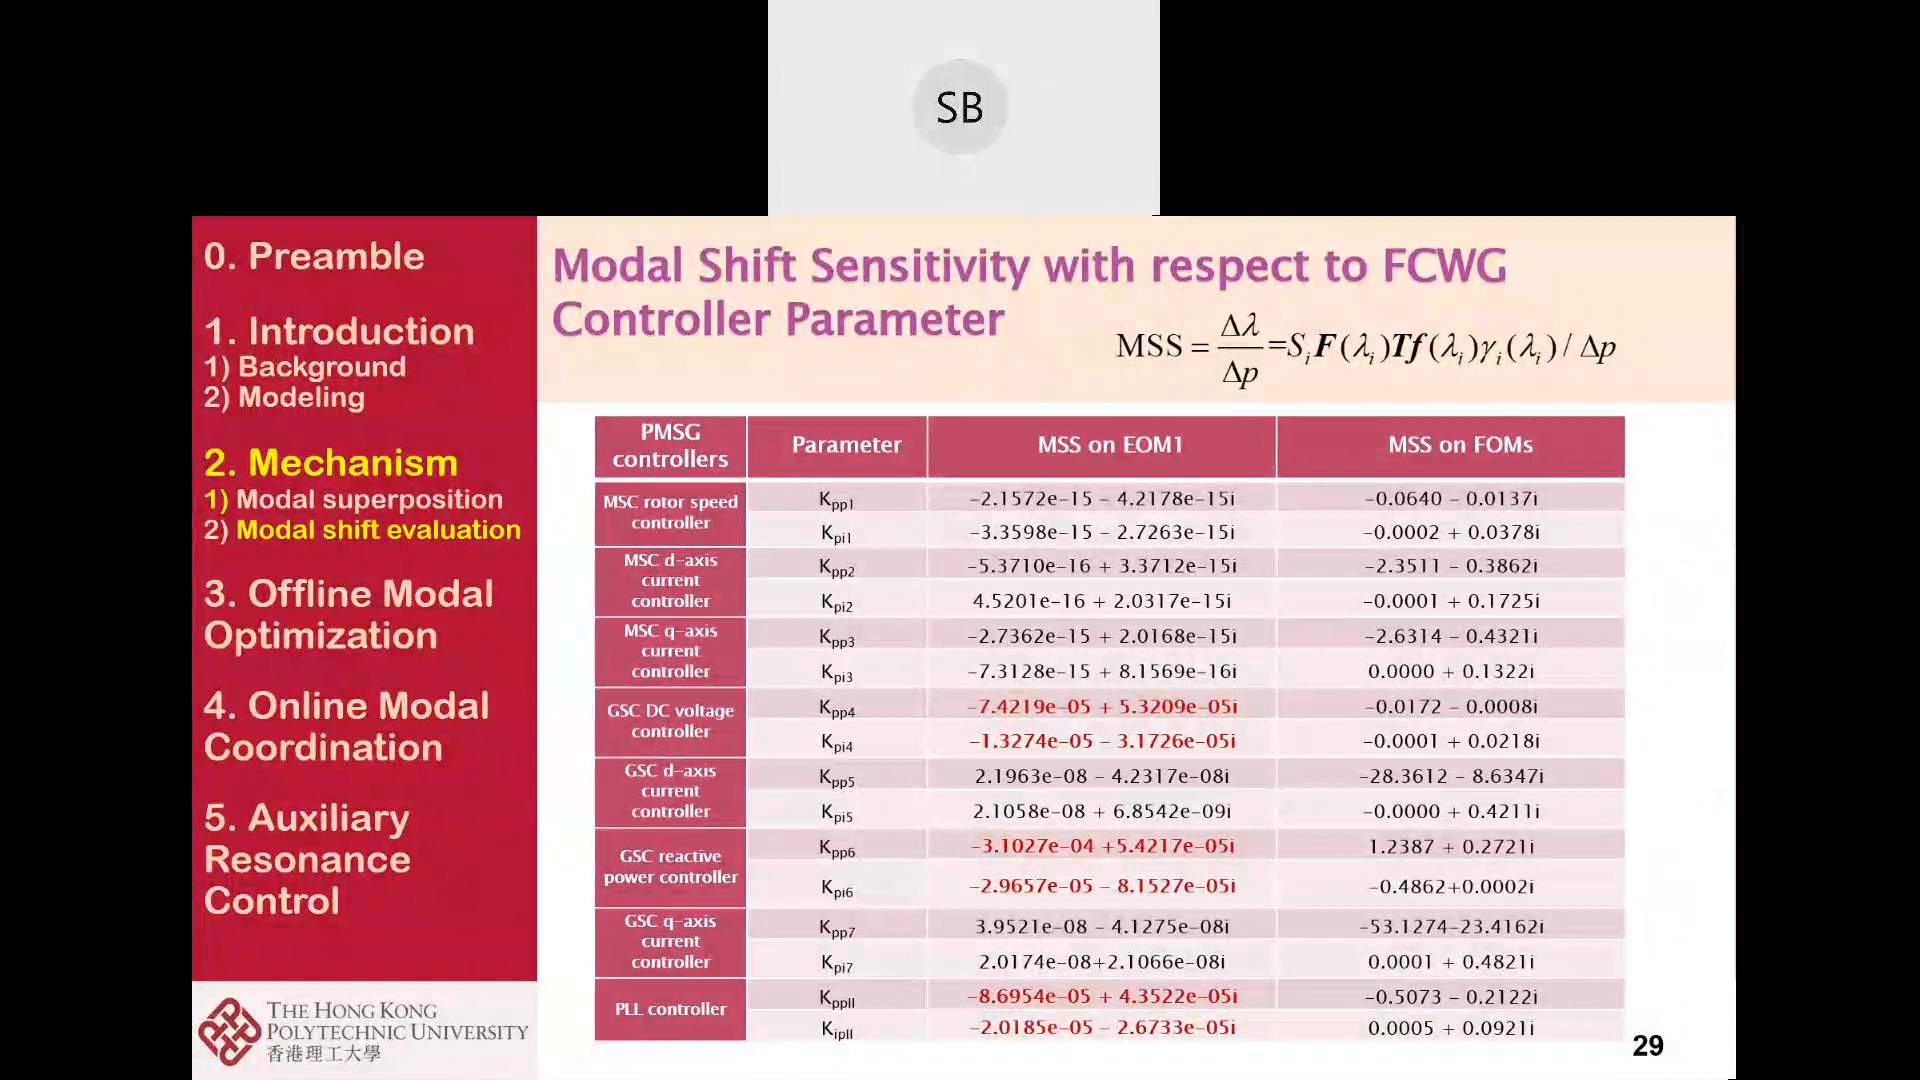 SB
0. Preamble
1. Introduction
1) Background
2) Modeling
2. Mechanism
1) Modal superposition
2) Modal shift evaluation
3. Offline Modal
Optimization
4. Online Modal
Coordination
5. Auxiliary
Resonance
Control
THE HONG KONG
POLYTECHNIC UNIVERSITY
香港理工大學
Modal Shift Sensitivity with respect to FCWG
Controller Parameter
MSS = Δλ/Δp =SᵢF(λᵢ)Tf(λᵢ)γᵢ(λᵢ)/ Δp
PMSG controllers Parameter MSS on EOM1 MSS on FOMs
MSC rotor speed controller
Kpp1 -2.1572e-15 – 4.2178e-15i -0.0640 – 0.0137i
Kpi1 -3.3598e-15 – 2.7263e-15i -0.0002 + 0.0378i
MSC d-axis current controller
Kpp2 -5.3710e-16 + 3.3712e-15i -2.3511 – 0.3862i
Kpi2 4.5201e-16 + 2.0317e-15i -0.0001 + 0.1725i
MSC q-axis current controller
Kpp3 -2.7362e-15 + 2.0168e-15i -2.6314 – 0.4321i
Kpi3 -7.3128e-15 + 8.1569e-16i 0.0000 + 0.1322i
GSC DC voltage controller
Kpp4 -7.4219e-05 + 5.3209e-05i -0.0172 – 0.0008i
Kpi4 -1.3274e-05 – 3.1726e-05i -0.0001 + 0.0218i
GSC d-axis current controller
Kpp5 2.1963e-08 – 4.2317e-08i -28.3612 – 8.6347i
Kpi5 2.1058e-08 + 6.8542e-09i -0.0000 + 0.4211i
GSC reactive power controller
Kpp6 -3.1027e-04 +5.4217e-05i 1.2387 + 0.2721i
Kpi6 -2.9657e-05 – 8.1527e-05i -0.4862+0.0002i
GSC q-axis current controller
Kpp7 3.9521e-08 – 4.1275e-08i -53.1274-23.4162i
Kpi7 2.0174e-08+2.1066e-08i 0.0001 + 0.4821i
PLL controller
Kppll -8.6954e-05 + 4.3522e-05i -0.5073 – 0.2122i
Kipll -2.0185e-05 – 2.6733e-05i 0.0005 + 0.0921i
29